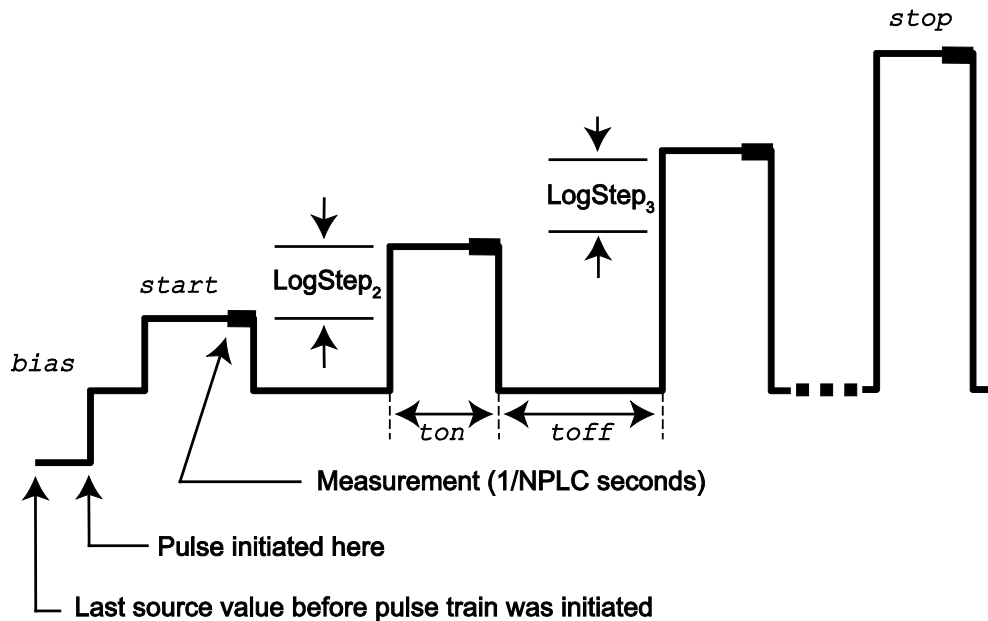 stop
LogStep3
LogStep2
start
bias
ton
toff
Measurement (1/NPLC seconds)
Pulse initiated here
Last source value before pulse train was initiated